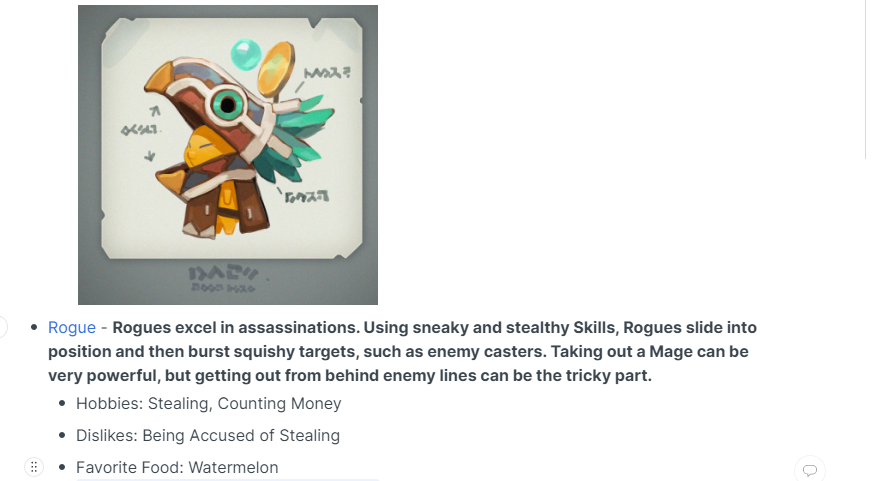 Rogue - Rogues excel in assassinations. Using sneaky and stealthy Skills, Rogues slide into
position and then burst squishy targets, such as enemy casters. Taking out a Mage can be
very powerful, but getting out from behind enemy lines can be the tricky part.
Hobbies: Stealing, Counting Money
Dislikes: Being Accused of Stealing
Favorite Food: Watermelon